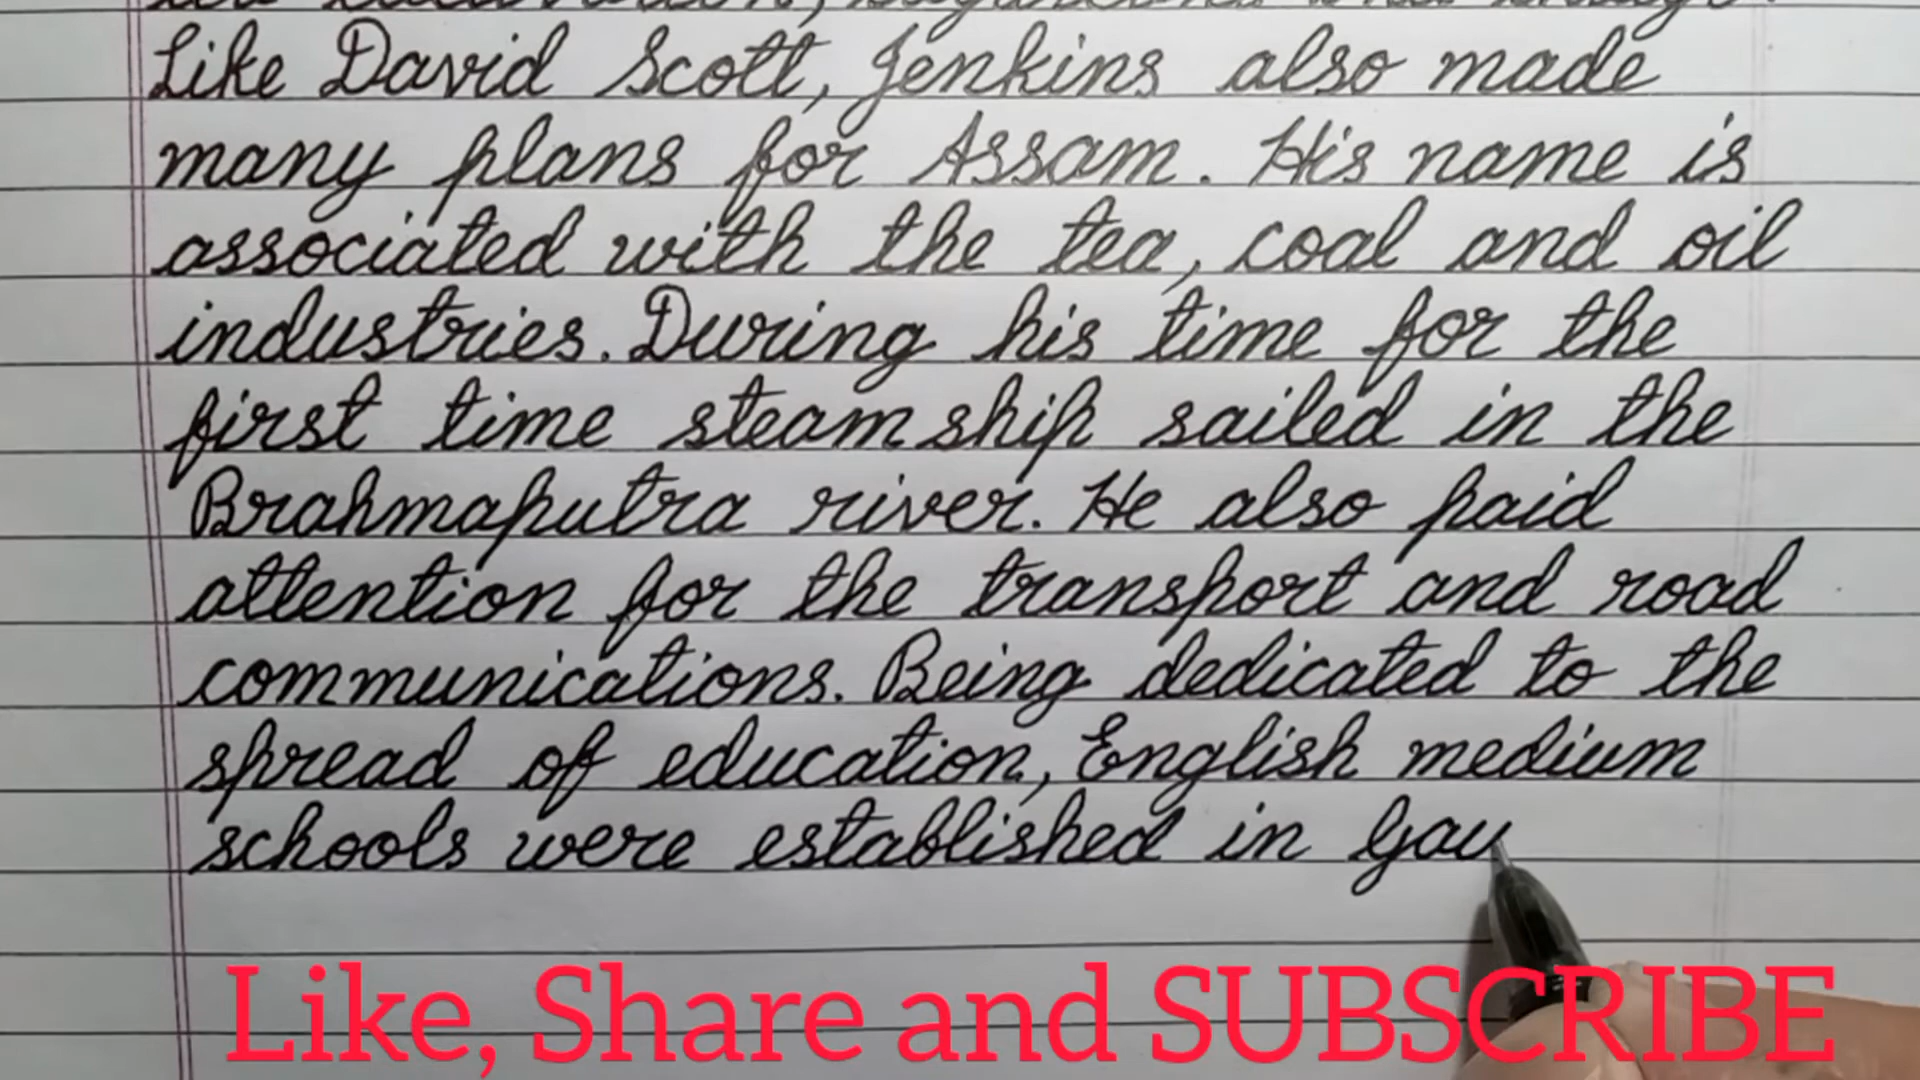 Like David Scott, Jenkins also made
many plans for Assam. His name is
associated with the tea, coal and oil
industries. During his time for the
first time steam ship sailed in the
Brahmaputra river. He also paid
attention for the transport and road
communications. Being dedicated to the
spread of education, English medium
schools were established in Gau
Like, Share and SUBSCRIBE